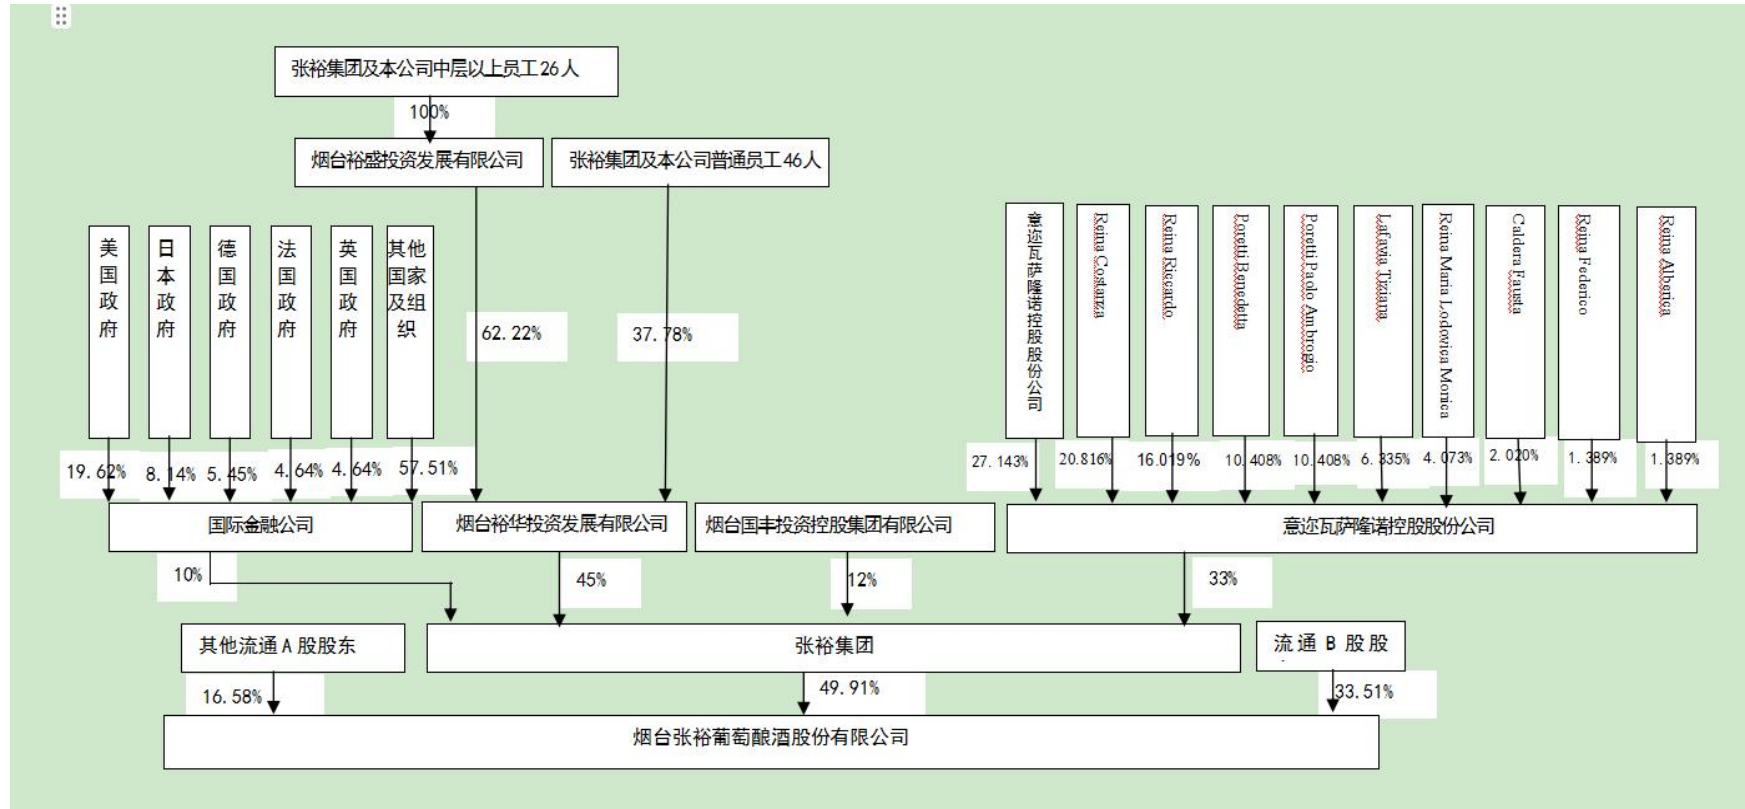 张裕集团及本公司中层以上员工26人
100%
烟台裕盛投资发展有限公司
张裕集团及本公司普通员工46人
美国政府
日本政府
德国政府
法国政府
英国政府
其他国家及组织
62.22%
37.78%
意迩瓦萨隆诺控股股份公司
Reina Costanza
Reina Riccardo
Poretti Benedetta
Poretti Paolo Ambrogio
Lafavia Tiziana
Reina Maria Lodovica Monica
Caldera Fausta
Reina Federico
Reina Alberica
19.62%
8.14%
5.45%
4.64%
4.64%
57.51%
27.143%
20.816%
16.019%
10.408%
10.408%
6.335%
4.073%
2.020%
1.389%
1.389%
国际金融公司
烟台裕华投资发展有限公司
烟台国丰投资控股集团有限公司
意迩瓦萨隆诺控股股份公司
10%
45%
12%
33%
其他流通A股股东
张裕集团
流通B股股
16.58%
49.91%
33.51%
烟台张裕葡萄酿酒股份有限公司